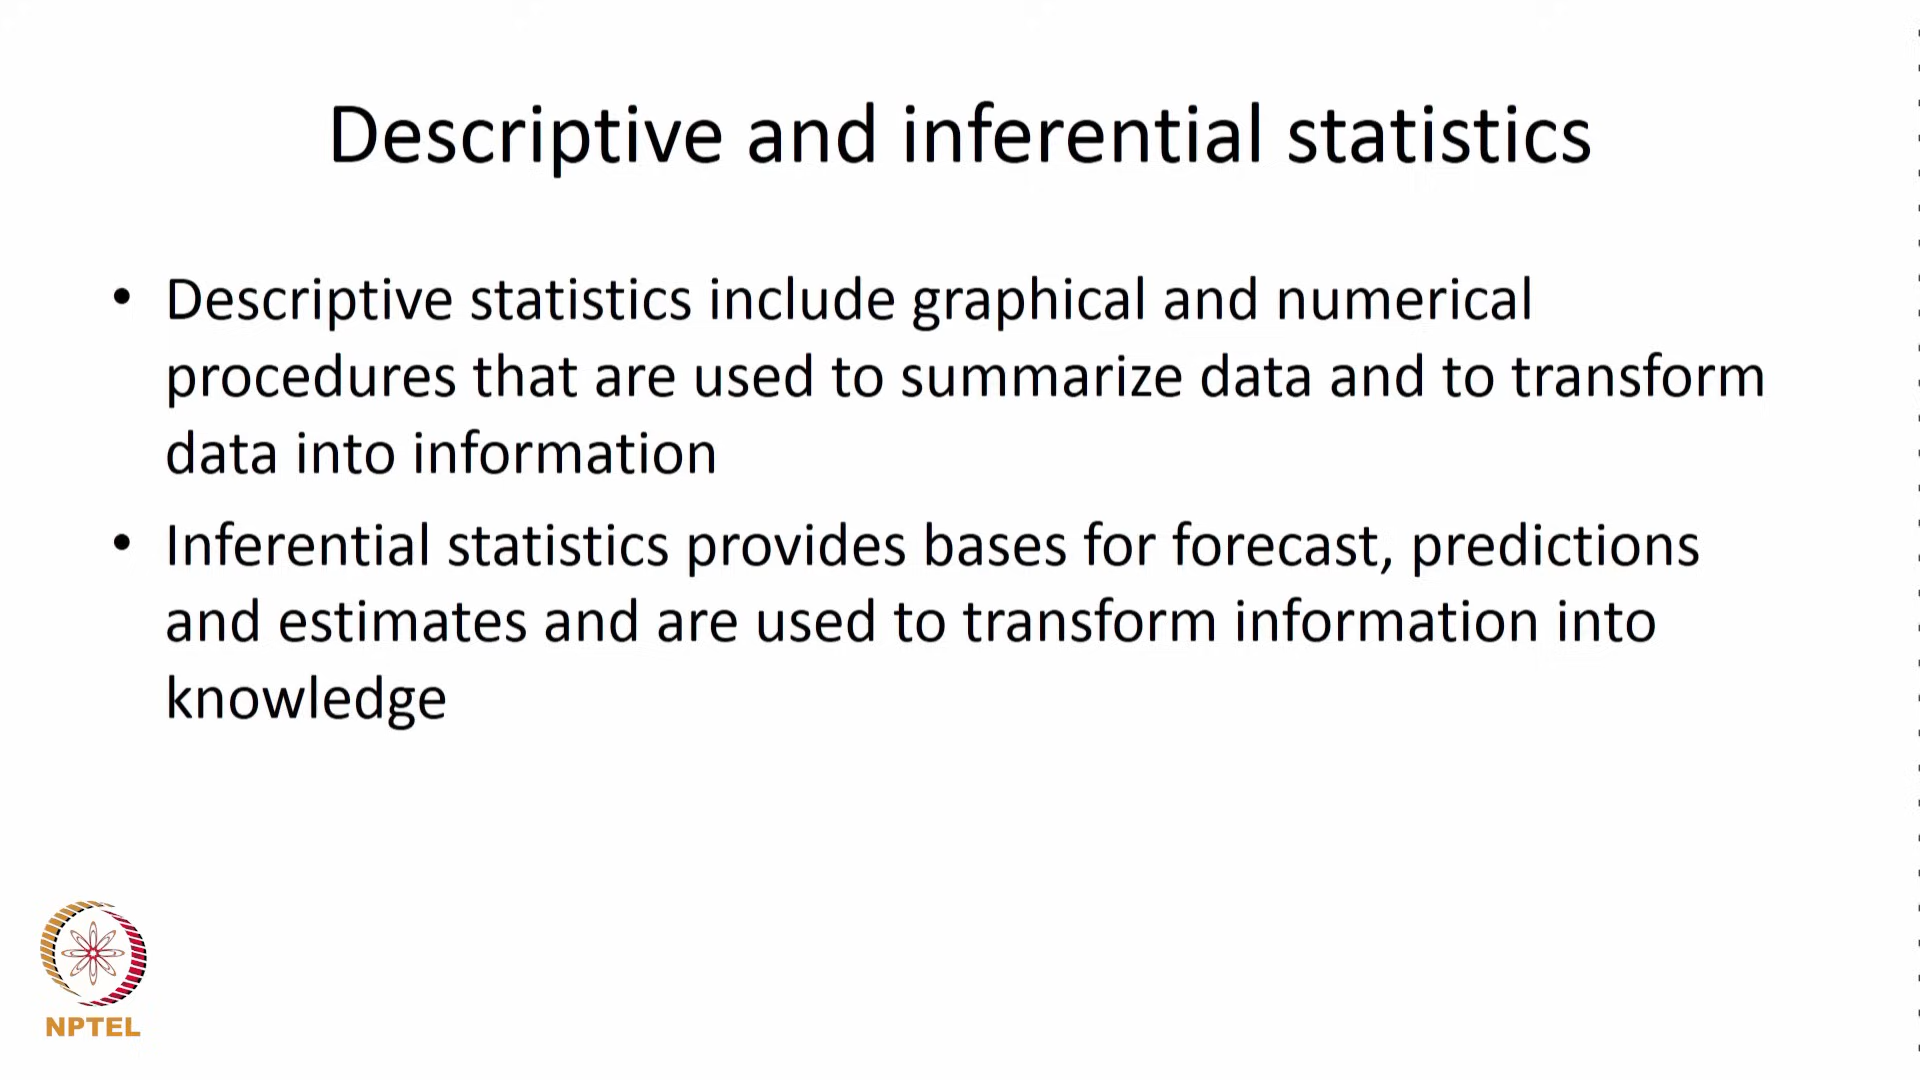 Descriptive and inferential statistics
• Descriptive statistics include graphical and numerical
procedures that are used to summarize data and to transform
data into information
• Inferential statistics provides bases for forecast, predictions
and estimates and are used to transform information into
knowledge
NPTEL